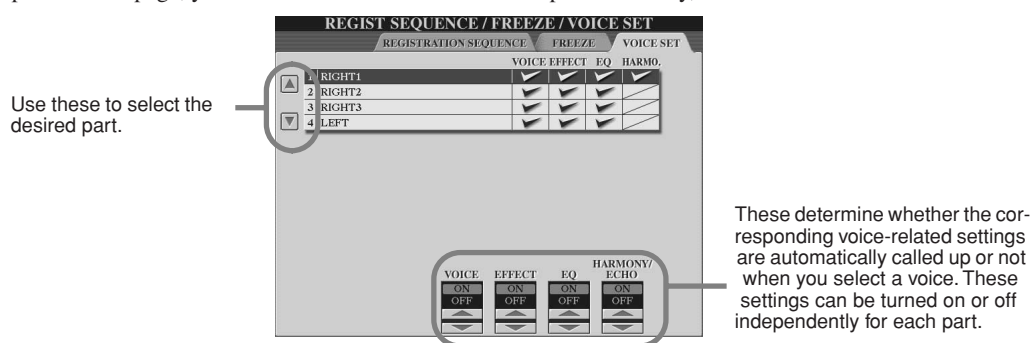 REGIST SEQUENCE / FREEZE / VOICE SET
REGISTRATION SEQUENCE FREEZE VOICE SET
VOICE EFFECT EQ HARMO.
1 RIGHT1
2 RIGHT2
3 RIGHT3
4 LEFT
Use these to select the
desired part.
VOICE EFFECT EQ HARMONY/
ECHO
ON ON ON ON
OFF OFF OFF OFF
These determine whether the cor-
responding voice-related settings
are automatically called up or not
when you select a voice. These
settings can be turned on or off
independently for each part.